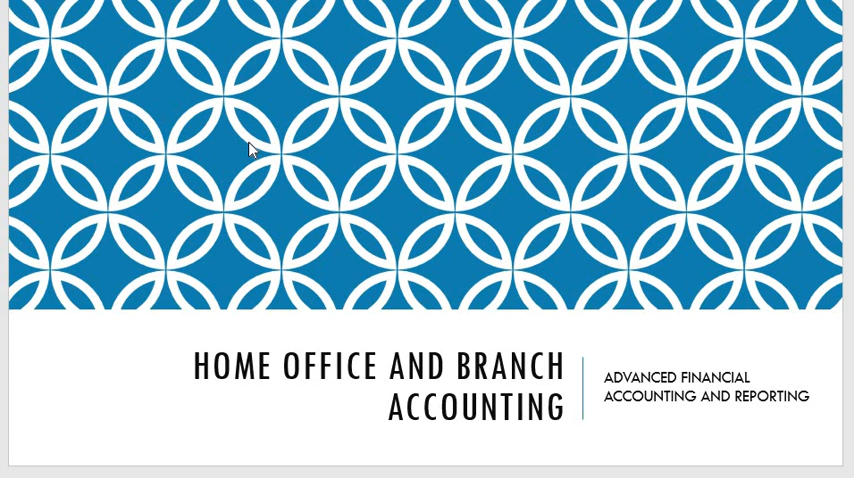 HOME OFFICE AND BRANCH
ACCOUNTING
ADVANCED FINANCIAL
ACCOUNTING AND REPORTING